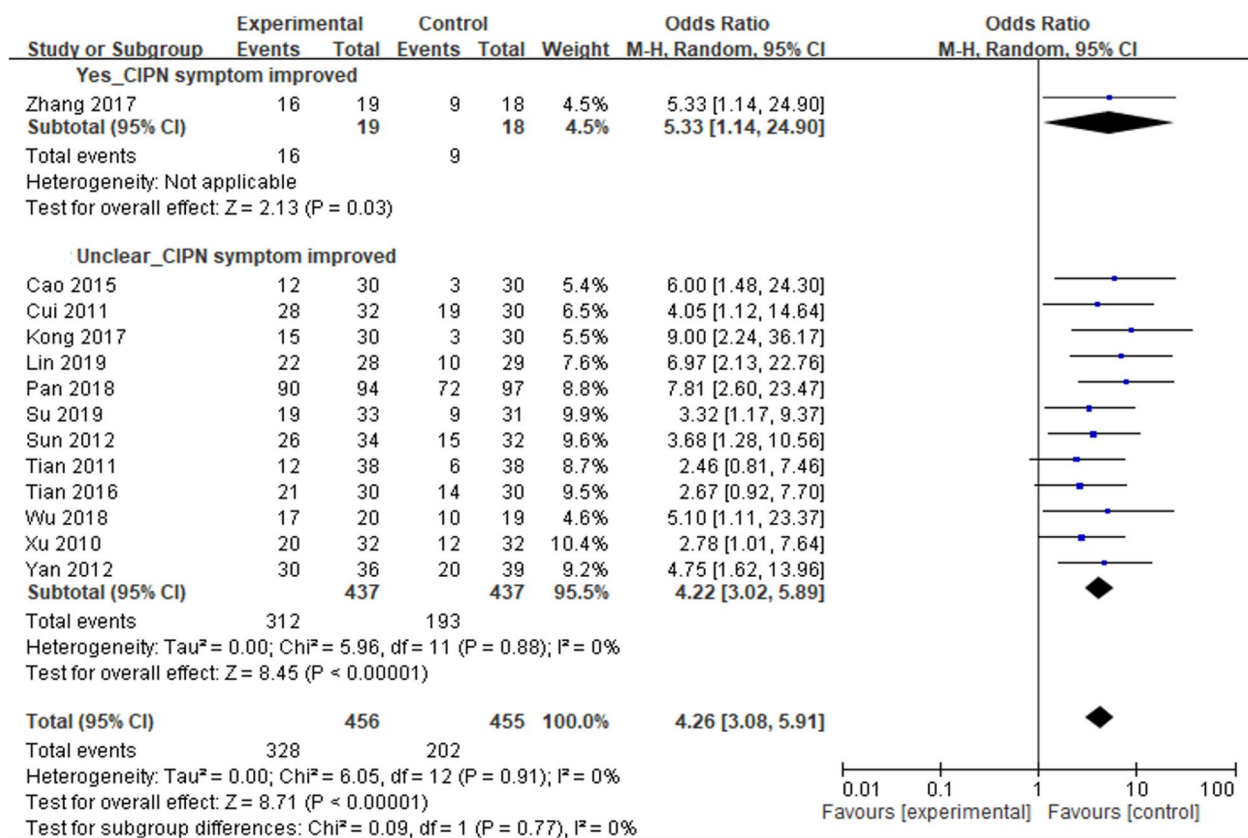 Experimental Control Odds Ratio Odds Ratio
Study or Subgroup Events Total Events Total Weight M-H, Random, 95% CI M-H, Random, 95% CI
Yes_CIPN symptom improved
Zhang 2017 16 19 9 18 4.5% 5.33 [1.14, 24.90]
Subtotal (95% CI) 19 18 4.5% 5.33 [1.14, 24.90]
Total events 16 9
Heterogeneity: Not applicable
Test for overall effect: Z = 2.13 (P = 0.03)
Unclear_CIPN symptom improved
Cao 2015 12 30 3 30 5.4% 6.00 [1.48, 24.30]
Cui 2011 28 32 19 30 6.5% 4.05 [1.12, 14.64]
Kong 2017 15 30 3 30 5.5% 9.00 [2.24, 36.17]
Lin 2019 22 28 10 29 7.6% 6.97 [2.13, 22.76]
Pan 2018 90 94 72 97 8.8% 7.81 [2.60, 23.47]
Su 2019 19 33 9 31 9.9% 3.32 [1.17, 9.37]
Sun 2012 26 34 15 32 9.6% 3.68 [1.28, 10.56]
Tian 2011 12 38 6 38 8.7% 2.46 [0.81, 7.46]
Tian 2016 21 30 14 30 9.5% 2.67 [0.92, 7.70]
Wu 2018 17 20 10 19 4.6% 5.10 [1.11, 23.37]
Xu 2010 20 32 12 32 10.4% 2.78 [1.01, 7.64]
Yan 2012 30 36 20 39 9.2% 4.75 [1.62, 13.96]
Subtotal (95% CI) 437 437 95.5% 4.22 [3.02, 5.89]
Total events 312 193
Heterogeneity: Tau² = 0.00; Chi² = 5.96, df = 11 (P = 0.88); I² = 0%
Test for overall effect: Z = 8.45 (P < 0.00001)
Total (95% CI) 456 455 100.0% 4.26 [3.08, 5.91]
Total events 328 202
Heterogeneity: Tau² = 0.00; Chi² = 6.05, df = 12 (P = 0.91); I² = 0%
Test for overall effect: Z = 8.71 (P < 0.00001)
Test for subgroup differences: Chi² = 0.09, df = 1 (P = 0.77), I² = 0%
0.01 0.1 1 10 100
Favours [experimental] Favours [control]